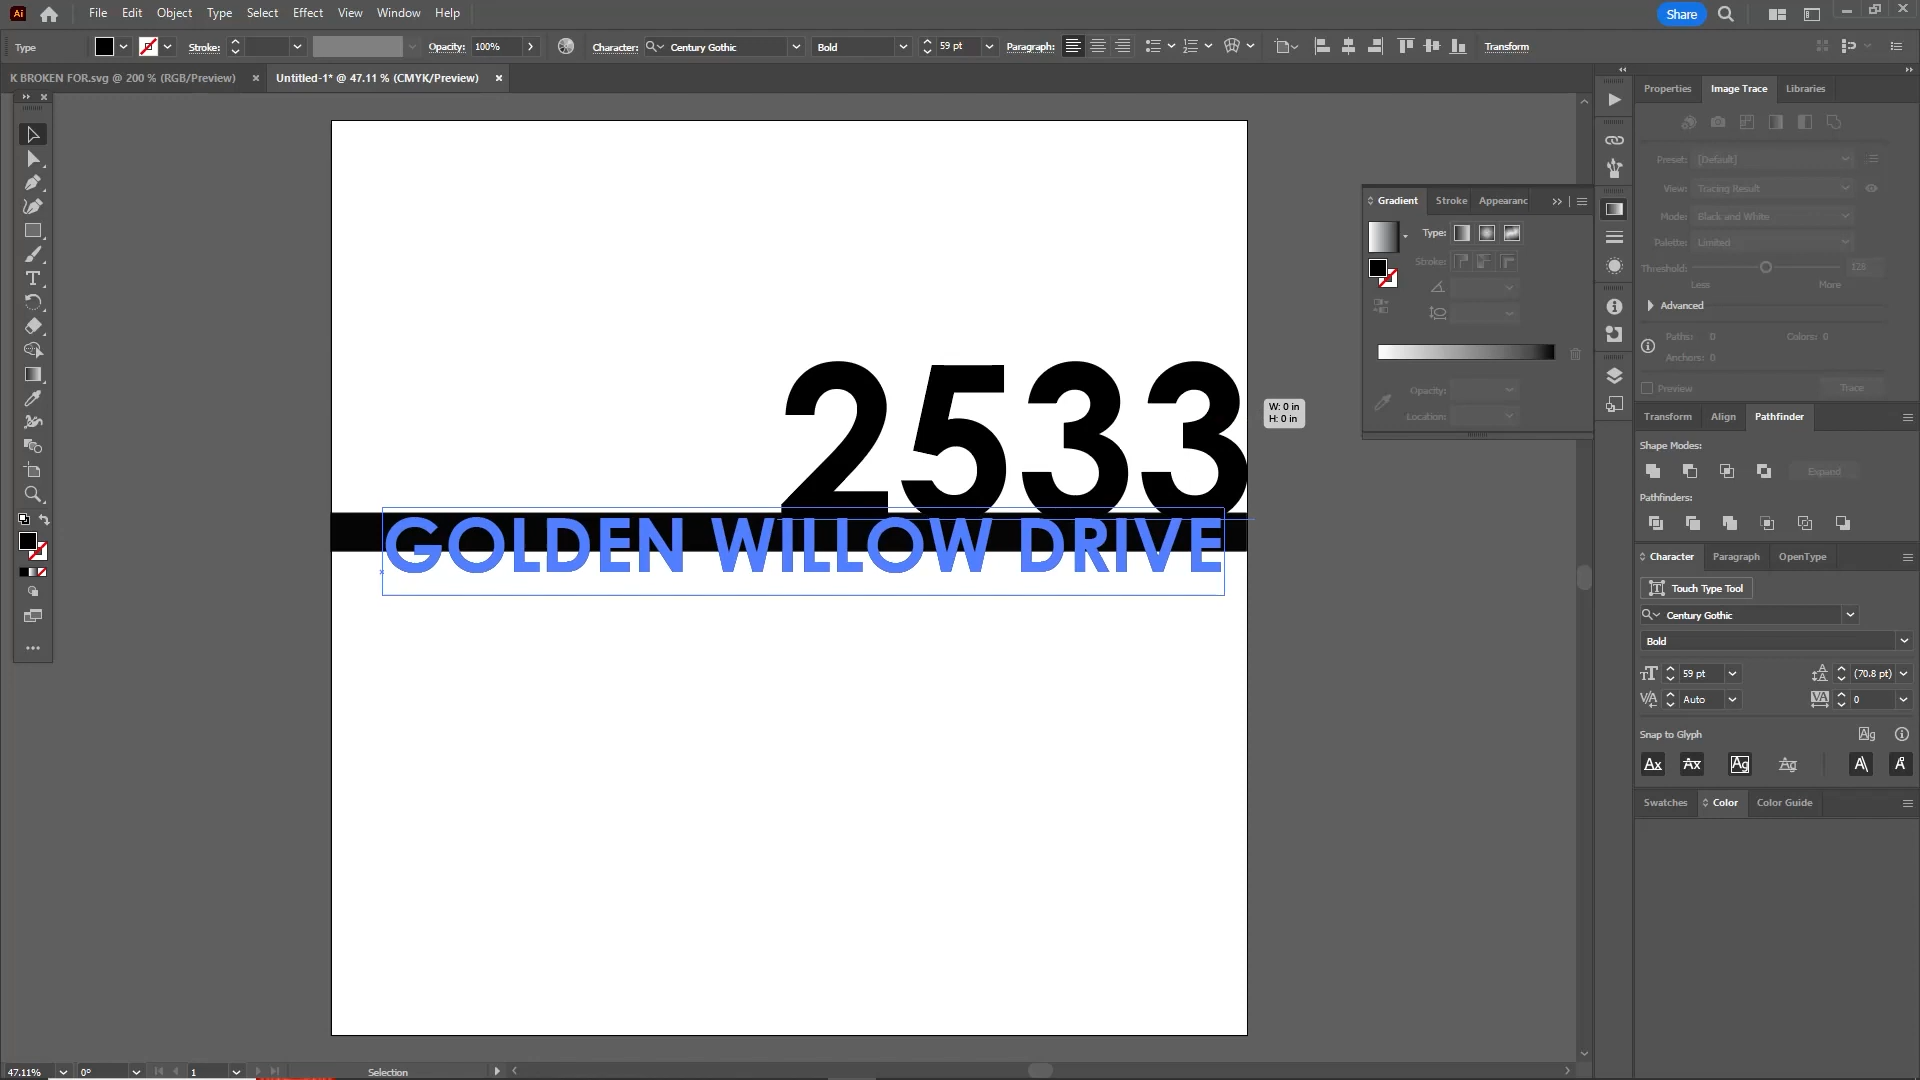 Ai File Edit Object Type Select Effect View Window Help Share
Type Stroke: Opacity: 100% Character: Century Gothic Bold 59 pt Paragraph: Transform
K BROKEN FOR.svg @ 200 % (RGB/Preview) Untitled-1* @ 47.11 % (CMYK/Preview)
Properties Image Trace Libraries
Preset: [Default]
View: Tracing Result
Mode: Black and White
Palette: Limited
Threshold: 128
Less More
Advanced
Paths: 0 Colors: 0
Anchors: 0
Preview Trace
Gradient Stroke Appearanc
Type:
Stroke:
Opacity:
Location:
2533
W: 0 in
H: 0 in
GOLDEN WILLOW DRIVE
Transform Align Pathfinder
Shape Modes:
Expand
Pathfinders:
Character Paragraph OpenType
Touch Type Tool
Century Gothic
Bold
59 pt (70.8 pt)
Auto 0
Snap to Glyph
Swatches Color Color Guide
47.11% 0° 1 Selection